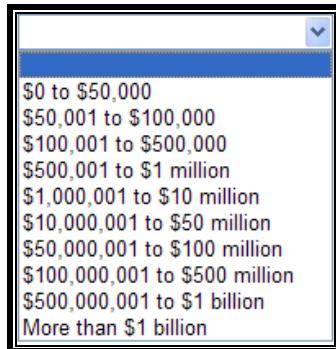 $0 to $50,000
$50,001 to $100,000
$100,001 to $500,000
$500,001 to $1 million
$1,000,001 to $10 million
$10,000,001 to $50 million
$50,000,001 to $100 million
$100,000,001 to $500 million
$500,000,001 to $1 billion
More than $1 billion